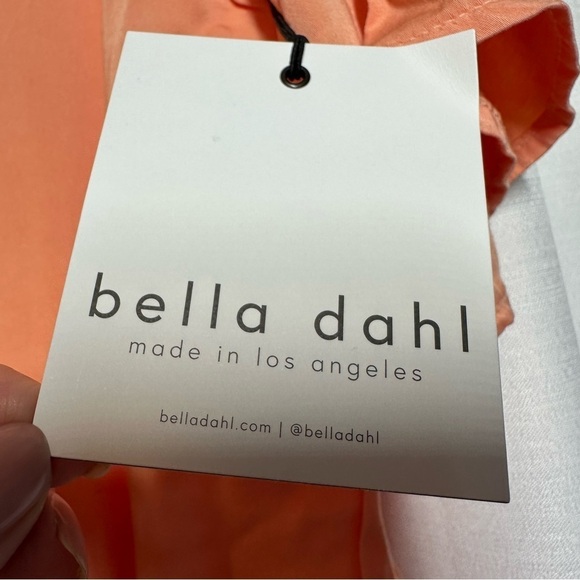 bella dahl
made in los angeles
belladahl.com | @belladahl